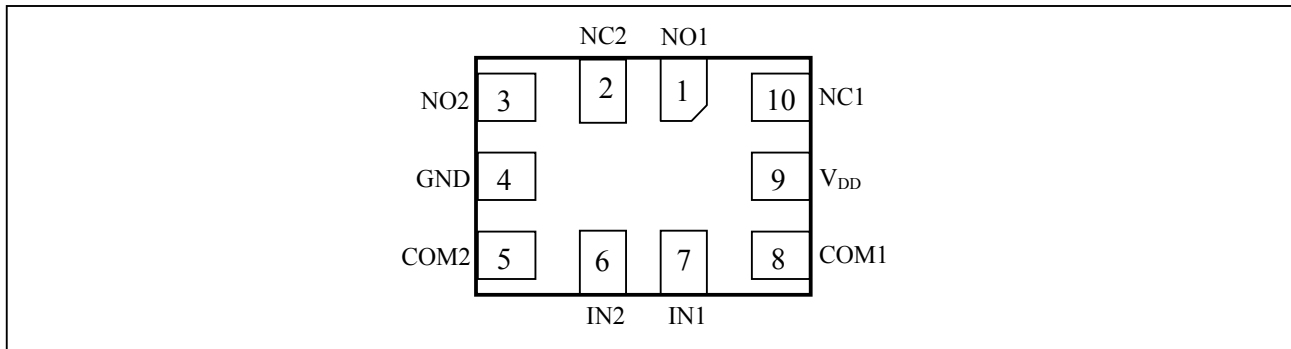 NC2 NO1
NO2 3 2 1 10 NC1
GND 4 9 VDD
COM2 5 6 7 8 COM1
IN2 IN1